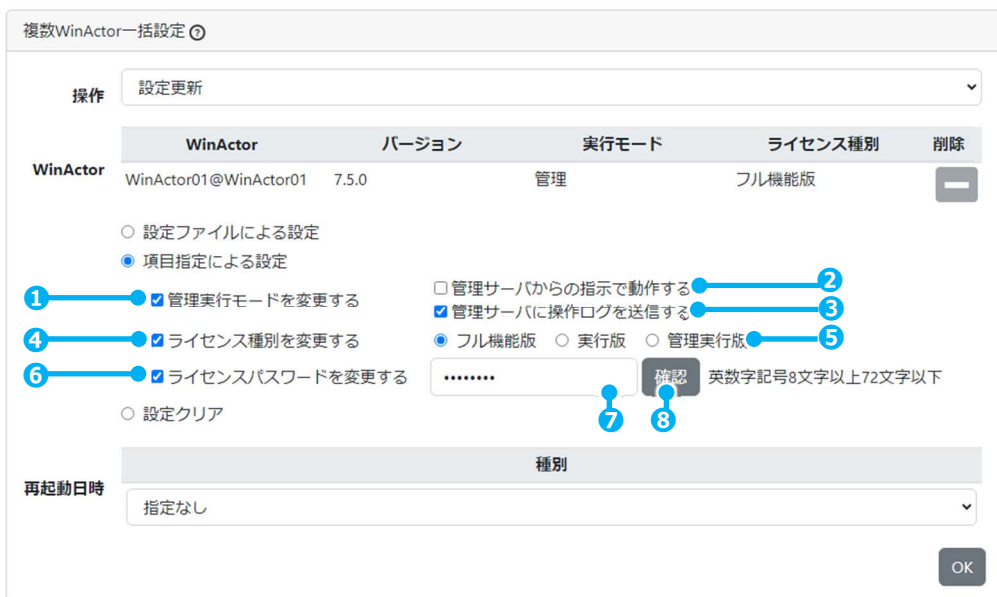 複数WinActor一括設定 ?
操作 設定更新
WinActor バージョン 実行モード ライセンス種別 削除
WinActor
WinActor01@WinActor01 7.5.0 管理 フル機能版
設定ファイルによる設定
項目指定による設定
1 管理実行モードを変更する
管理サーバからの指示で動作する 2
管理サーバに操作ログを送信する 3
4 ライセンス種別を変更する フル機能版 実行版 管理実行版 5
6 ライセンスパスワードを変更する •••••••• 確認 英数字記号8文字以上72文字以下
7 8
設定クリア
種別
再起動日時
指定なし
OK